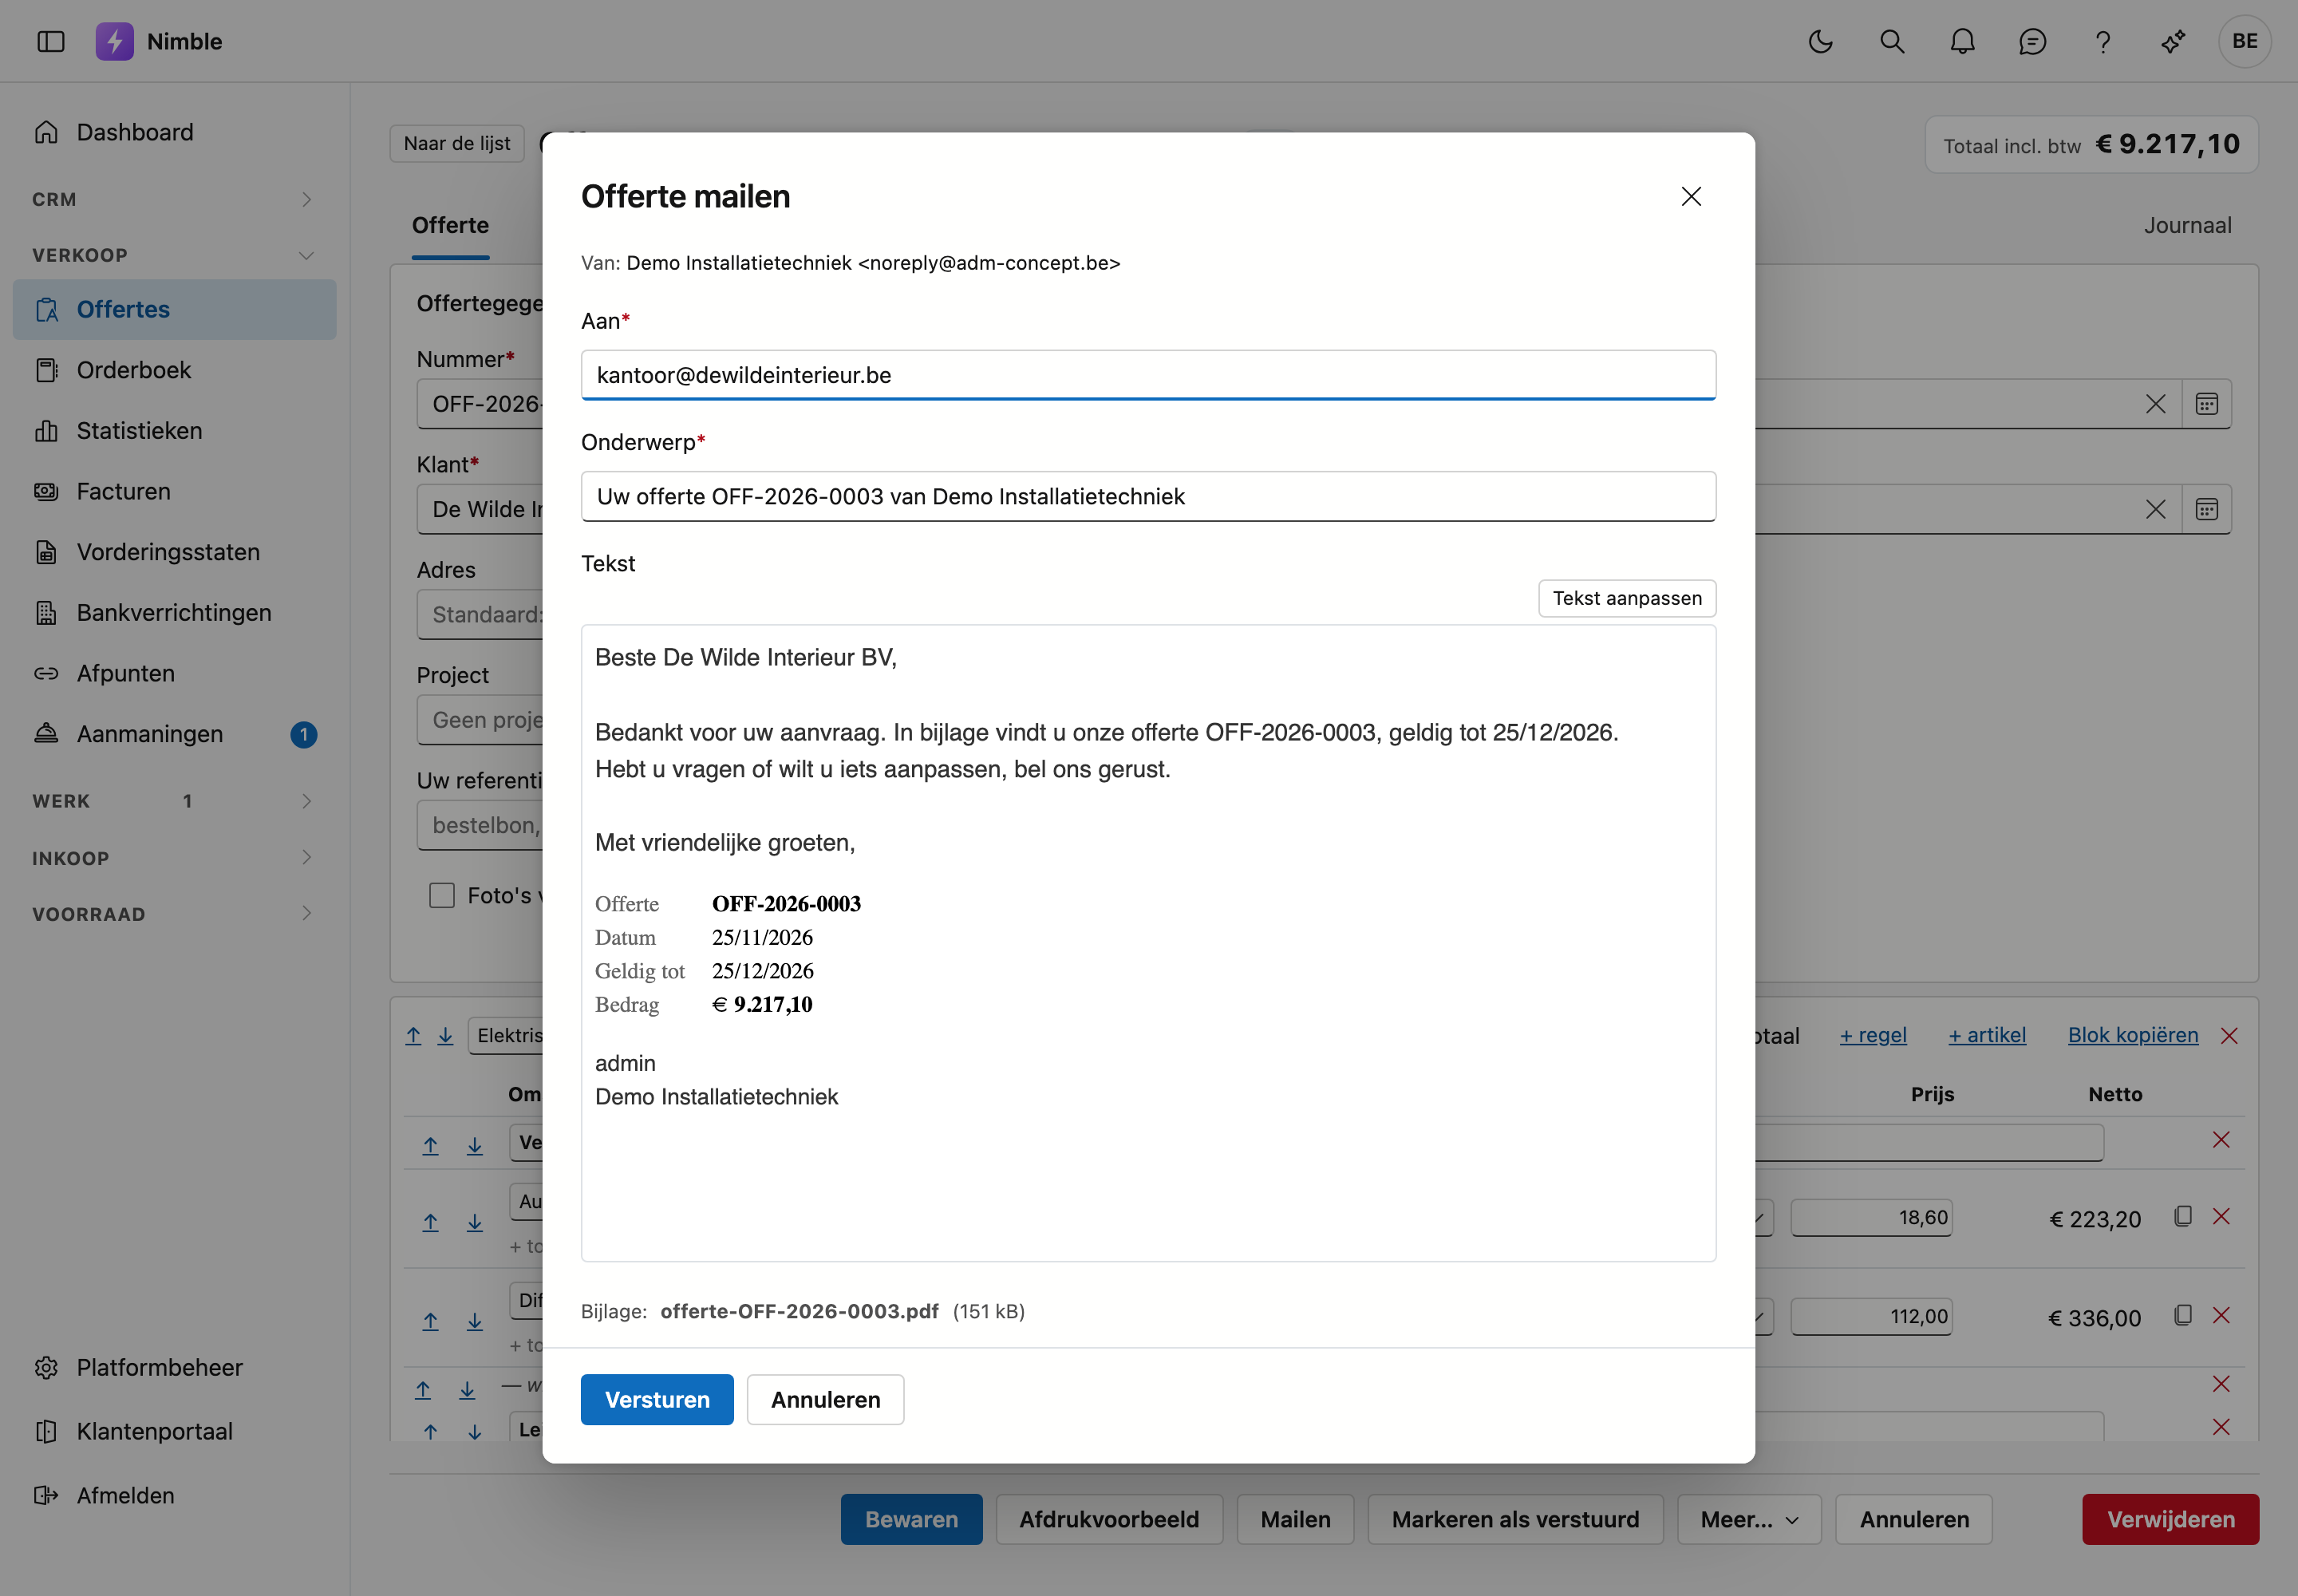 Nimble
BE
Dashboard
CRM
VERKOOP
Offertes
Orderboek
Statistieken
Facturen
Vorderingsstaten
Bankverrichtingen
Afpunten
Aanmaningen 1
WERK 1
INKOOP
VOORRAAD
Platformbeheer
Klantenportaal
Afmelden
Naar de lijst
Totaal incl. btw € 9.217,10
Offerte
Journaal
Nummer*
OFF-2026-
Klant*
De Wilde
Adres
Standaard:
Project
Geen
Foto's
Offerte mailen
Van: Demo Installatietechniek <noreply@adm-concept.be>
Aan*
kantoor@dewildeinterieur.be
Onderwerp*
Uw offerte OFF-2026-0003 van Demo Installatietechniek
Tekst
Tekst aanpassen
Beste De Wilde Interieur BV,
Bedankt voor uw aanvraag. In bijlage vindt u onze offerte OFF-2026-0003, geldig tot 25/12/2026.
Hebt u vragen of wilt u iets aanpassen, bel ons gerust.
Met vriendelijke groeten,
Offerte OFF-2026-0003
Datum 25/11/2026
Geldig tot 25/12/2026
Bedrag € 9.217,10
admin
Demo Installatietechniek
Bijlage: offerte-OFF-2026-0003.pdf (151 kB)
Versturen
Annuleren
+ regel + artikel Blok kopiëren
Prijs Netto
18,60 € 223,20
112,00 € 336,00
Bewaren
Afdrukvoorbeeld
Mailen
Markeren als verstuurd
Meer...
Annuleren
Verwijderen